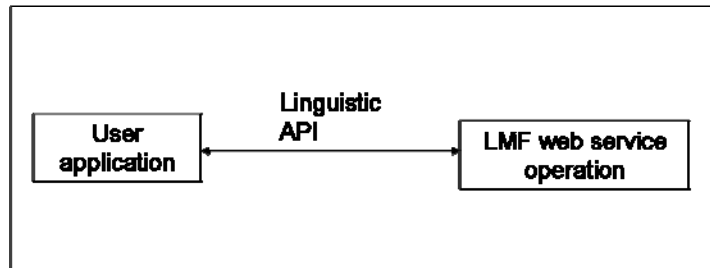 User
application
Linguistic
API
LMF web service
operation